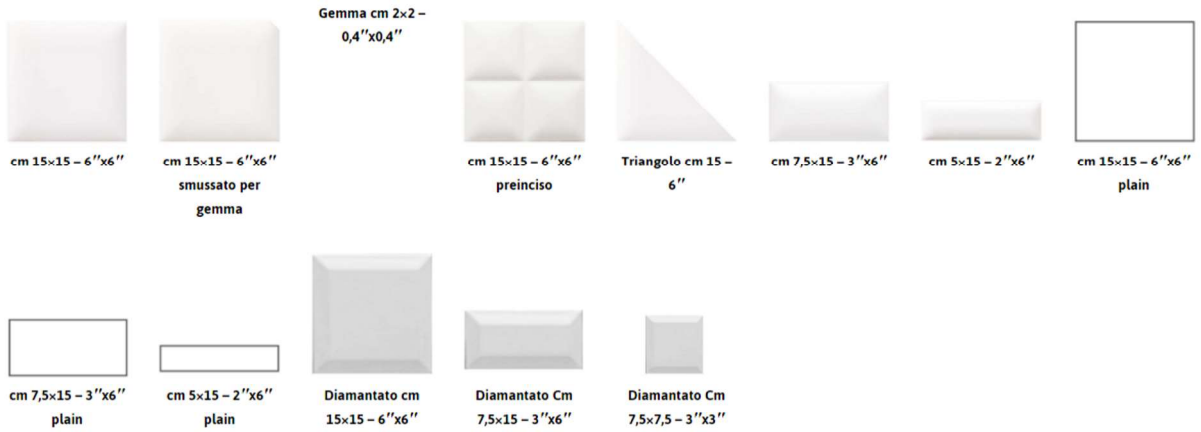 Gemma cm 2×2 –
0,4’’x0,4’’
cm 15×15 – 6’’x6’’
cm 15×15 – 6’’x6’’
smussato per
gemma
cm 15×15 – 6’’x6’’
preinciso
Triangolo cm 15 –
6’’
cm 7,5×15 – 3’’x6’’
cm 5×15 – 2’’x6’’
cm 15×15 – 6’’x6’’
plain
cm 7,5×15 – 3’’x6’’
plain
cm 5×15 – 2’’x6’’
plain
Diamantato cm
15×15 – 6’’x6’’
Diamantato Cm
7,5×15 – 3’’x6’’
Diamantato Cm
7,5×7,5 – 3’’x3’’